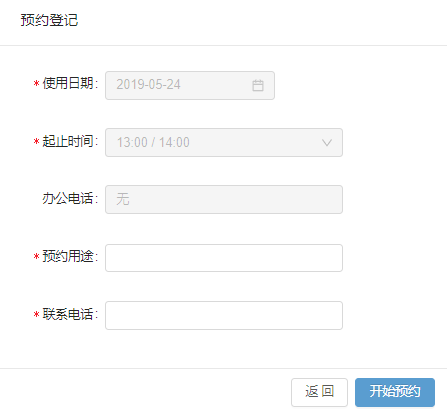 预约登记
* 使用日期: 2019-05-24
* 起止时间: 13:00 / 14:00
办公电话: 无
* 预约用途:
* 联系电话:
返 回 开始预约